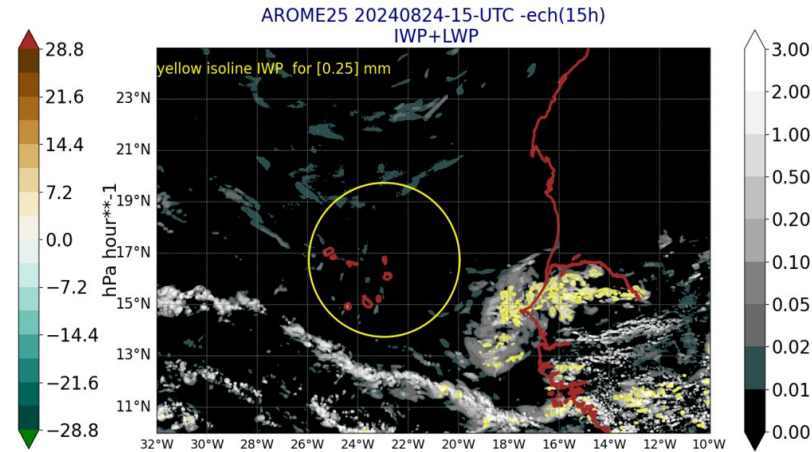 AROME25 20240824-15-UTC -ech(15h)
IWP+LWP
yellow isoline IWP  for [0.25] mm
28.8
21.6
14.4
7.2
0.0
−7.2
−14.4
−21.6
−28.8
hPa hour**-1
23°N
21°N
19°N
17°N
15°N
13°N
11°N
32°W 30°W 28°W 26°W 24°W 22°W 20°W 18°W 16°W 14°W 12°W 10°W
3.00
2.00
1.00
0.50
0.20
0.10
0.05
0.02
0.01
0.00